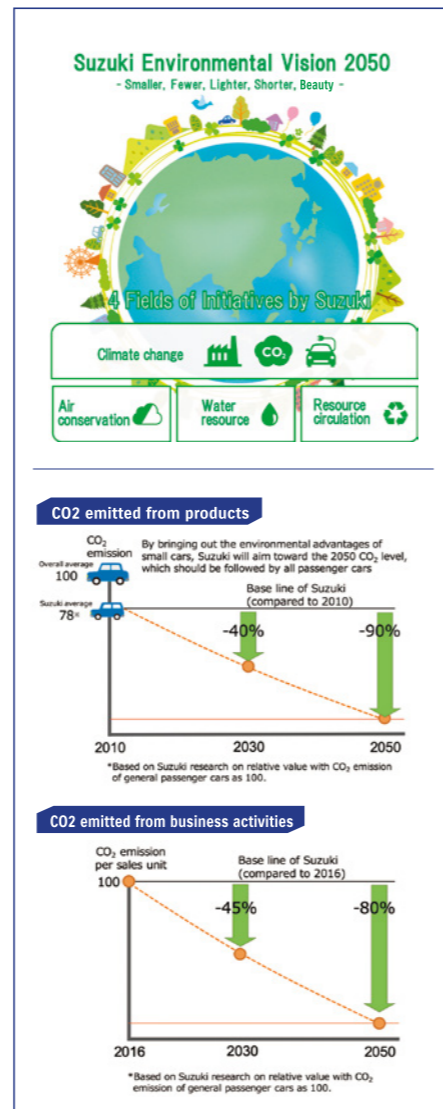 Suzuki Environmental Vision 2050
- Smaller, Fewer, Lighter, Shorter, Beauty -
4 Fields of Initiatives by Suzuki
Climate change
CO2
Air
conservation
Water
resource
Resource
circulation
CO2 emitted from products
CO2
emission
By bringing out the environmental advantages of
small cars, Suzuki will aim toward the 2050 CO2 level,
which should be followed by all passenger cars
Overall average
100
Base line of Suzuki
(compared to 2010)
Suzuki average
78※
-40%
-90%
2010
2030
2050
*Based on Suzuki research on relative value with CO2 emission
of general passenger cars as 100.
CO2 emitted from business activities
CO2 emission
per sales unit
Base line of Suzuki
(compared to 2016)
100
-45%
-80%
2016
2030
2050
*Based on Suzuki research on relative value with CO2
emission of general passenger cars as 100.